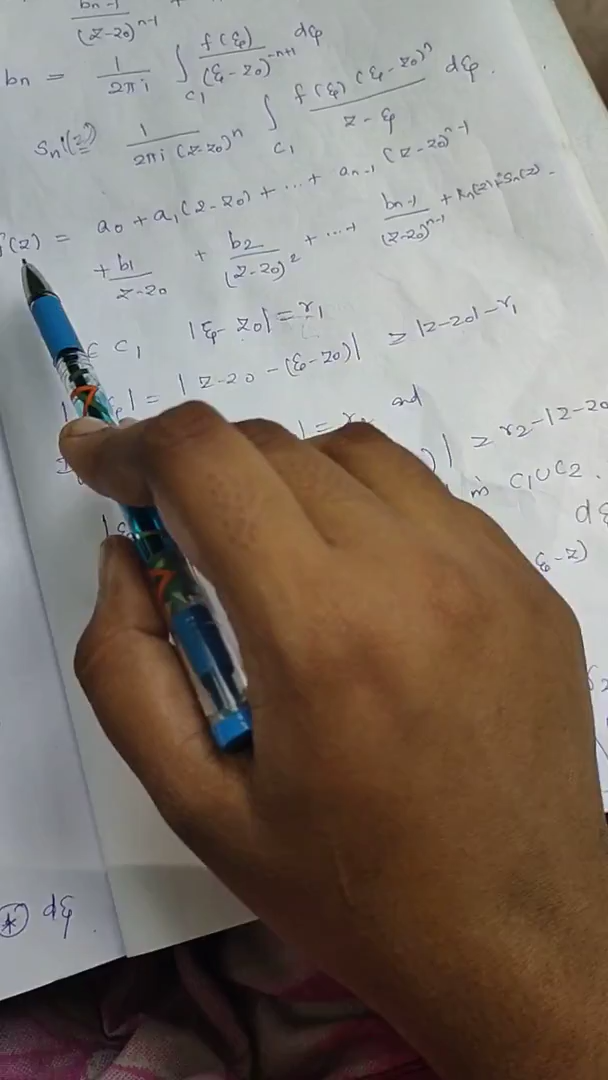 bn-1 / (z-z0)^n-1 +
bn = 1/2πi ∫C1 f(ξ) / (ξ-z0)^-n+1 dξ
Sn(z) 1 / 2πi (z-z0)^n ∫C1 f(ξ) (ξ-z0)^n / z-ξ dξ.
f(z) = a0 + a1(z-z0) + ... + an-1 (z-z0)^n-1
+ b1 / z-z0 + b2 / (z-z0)^2 + ... + bn-1 / (z-z0)^n-1 + Rn(z) + Sn(z).
C1 |ξ-z0| = r1
| = | z-z0 - (ξ-z0)| ≥ |z-z0| - r1
| = r2 and
)| ≥ r2 - |z-z0
in C1UC2.
dξ
ξ-z)
* dξ.